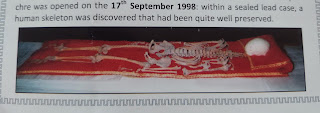 chre was opened on the 17th September 1998: within a sealed lead case, a
human skeleton was discovered that had been quite well preserved.